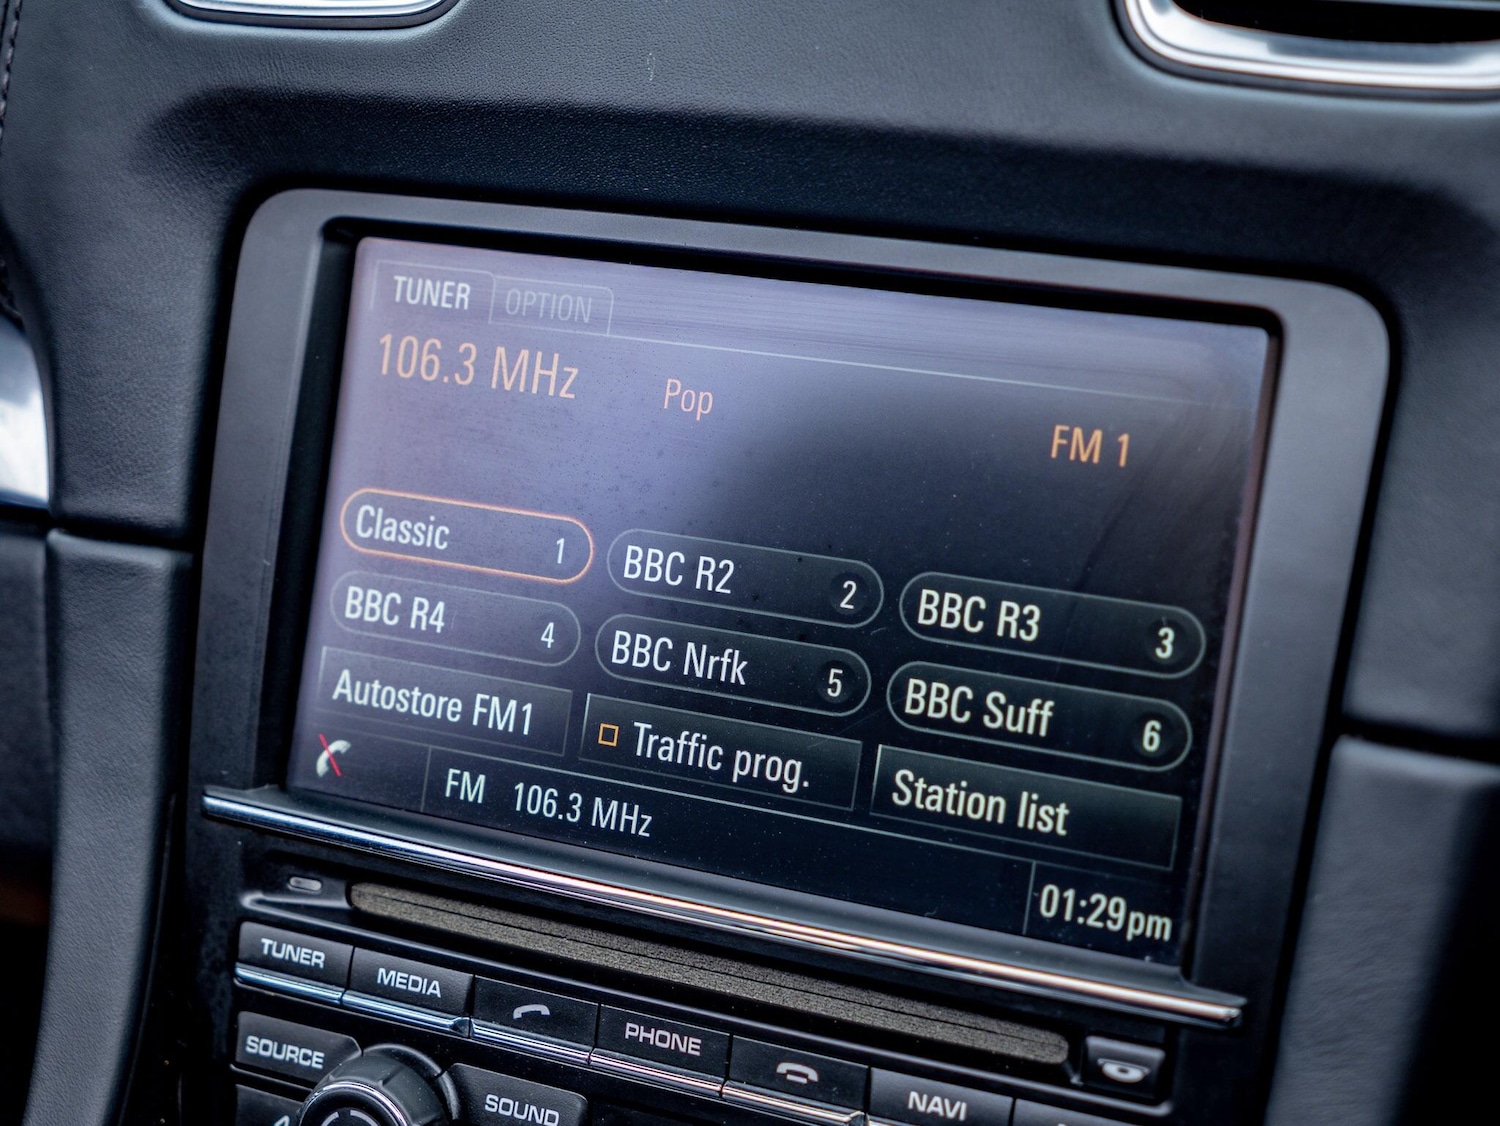 TUNER OPTION
106.3 MHz Pop
FM 1
Classic 1 BBC R2 2 BBC R3 3
BBC R4 4 BBC Nrfk 5 BBC Suff 6
Autostore FM1 Traffic prog. Station list
FM 106.3 MHz
01:29pm
TUNER MEDIA PHONE NAVI
SOURCE SOUND